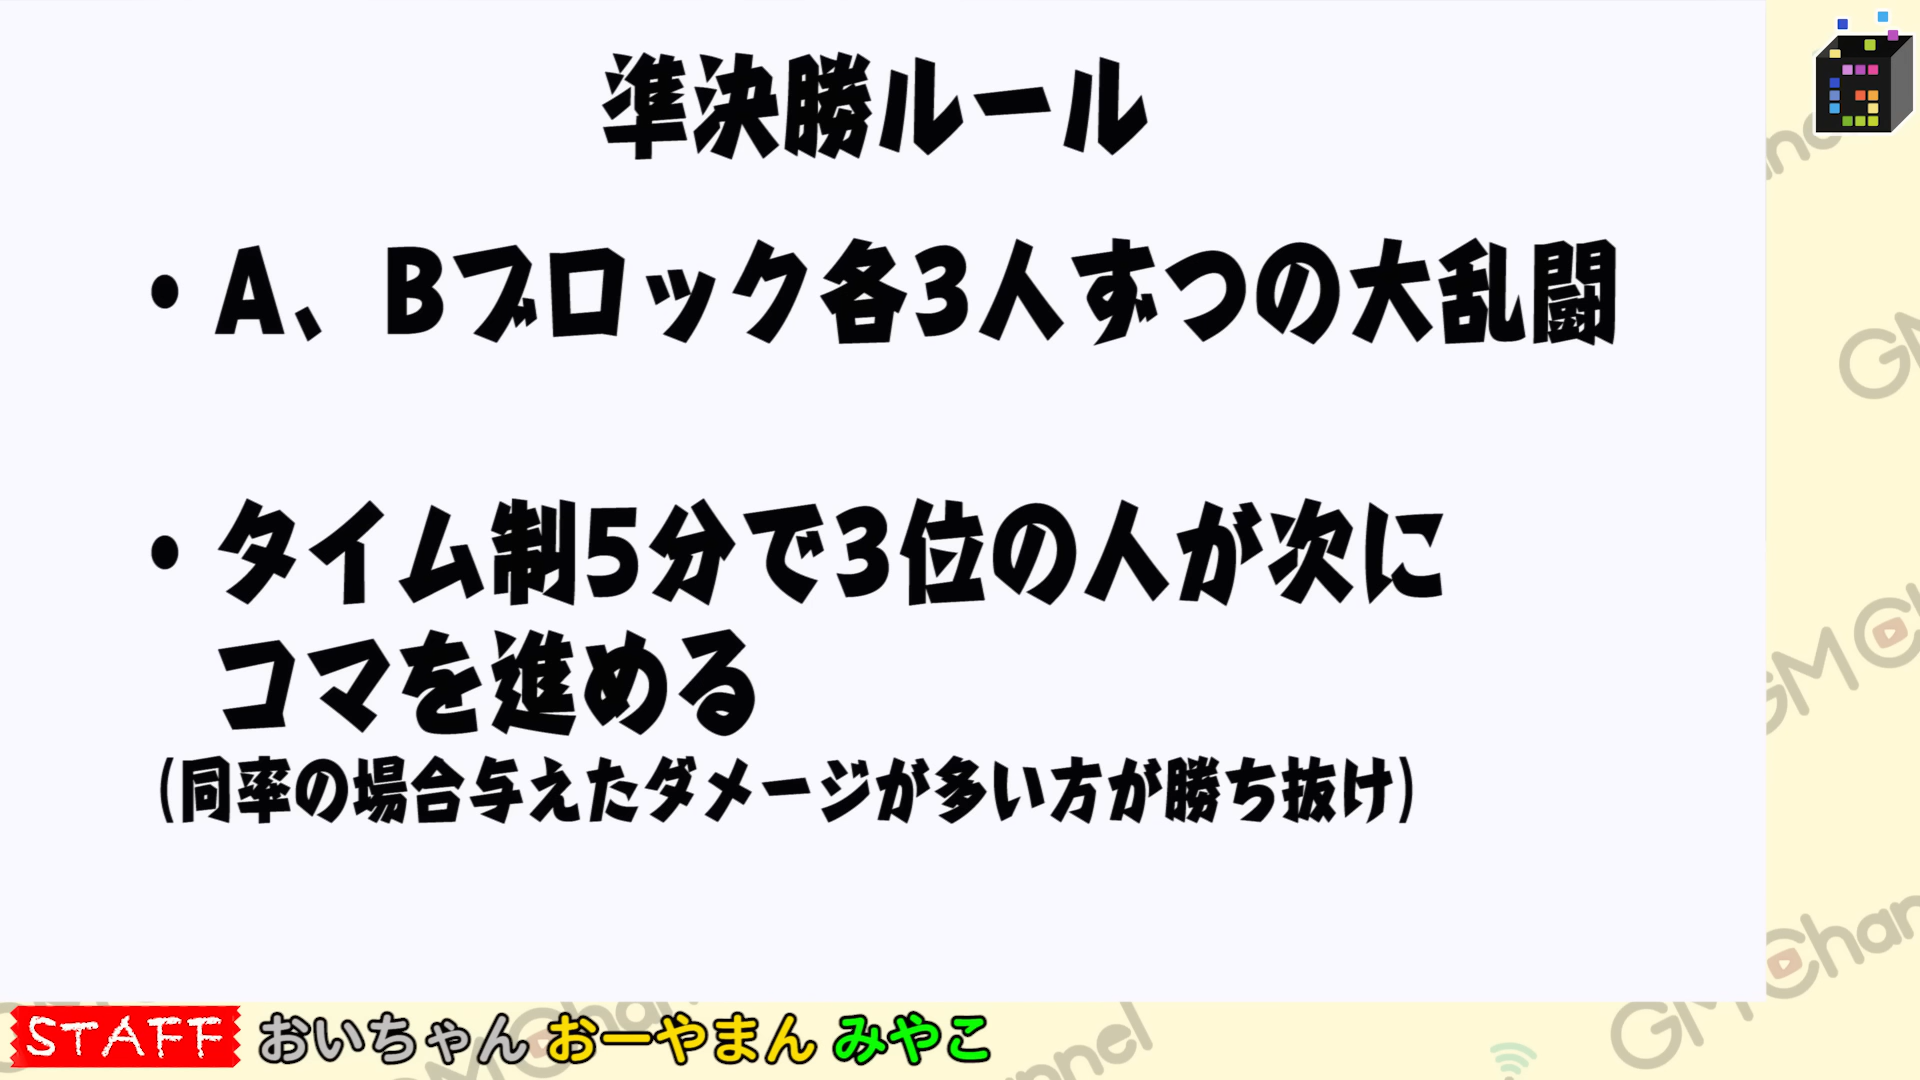 準決勝ルール
・A、Bブロック各3人ずつの大乱闘
・タイム制5分で3位の人が次に
コマを進める
(同率の場合与えたダメージが多い方が勝ち抜け)
STAFF おいちゃん おーやまん みやこ